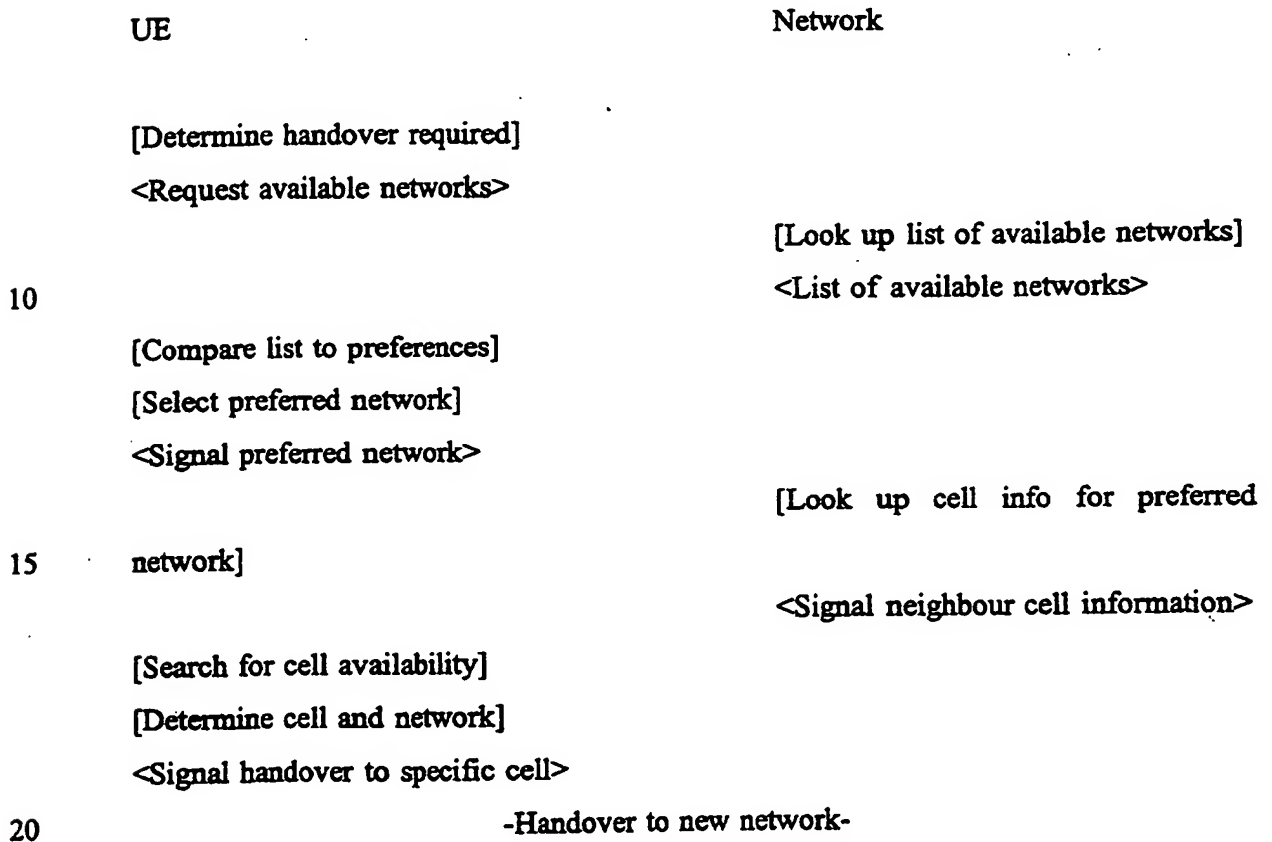 UE Network
[Determine handover required]
<Request available networks>
[Look up list of available networks]
10 <List of available networks>
[Compare list to preferences]
[Select preferred network]
<Signal preferred network>
[Look up cell info for preferred
15 network]
<Signal neighbour cell information>
[Search for cell availability]
[Determine cell and network]
<Signal handover to specific cell>
20 -Handover to new network-